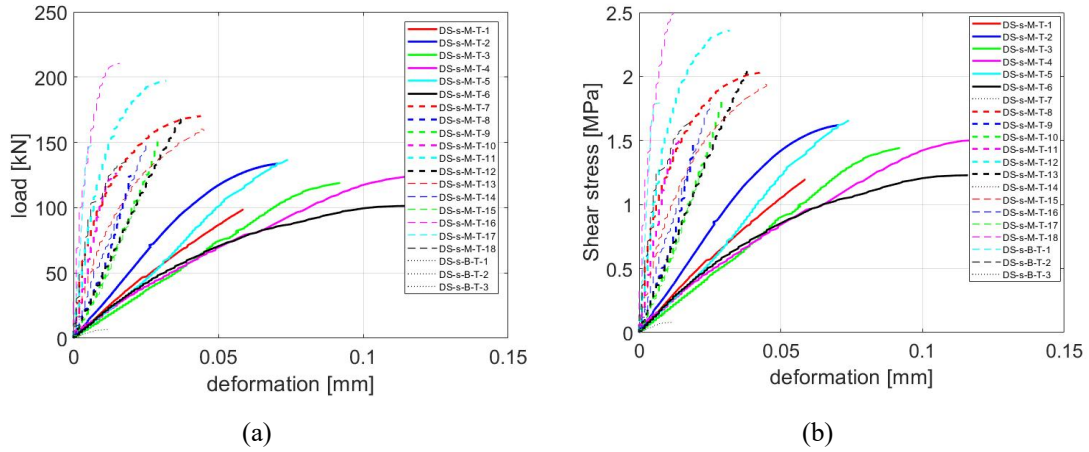 250
200
150
100
50
0
load [kN]
0 0.05 0.1 0.15
deformation [mm]
DS-s-M-T-1
DS-s-M-T-2
DS-s-M-T-3
DS-s-M-T-4
DS-s-M-T-5
DS-s-M-T-6
DS-s-M-T-7
DS-s-M-T-8
DS-s-M-T-9
DS-s-M-T-10
DS-s-M-T-11
DS-s-M-T-12
DS-s-M-T-13
DS-s-M-T-14
DS-s-M-T-15
DS-s-M-T-16
DS-s-M-T-17
DS-s-M-T-18
DS-s-B-T-1
DS-s-B-T-2
DS-s-B-T-3
(a)
2.5
2
1.5
1
0.5
0
Shear stress [MPa]
0 0.05 0.1 0.15
deformation [mm]
DS-s-M-T-1
DS-s-M-T-2
DS-s-M-T-3
DS-s-M-T-4
DS-s-M-T-5
DS-s-M-T-6
DS-s-M-T-7
DS-s-M-T-8
DS-s-M-T-9
DS-s-M-T-10
DS-s-M-T-11
DS-s-M-T-12
DS-s-M-T-13
DS-s-M-T-14
DS-s-M-T-15
DS-s-M-T-16
DS-s-M-T-17
DS-s-M-T-18
DS-s-B-T-1
DS-s-B-T-2
DS-s-B-T-3
(b)